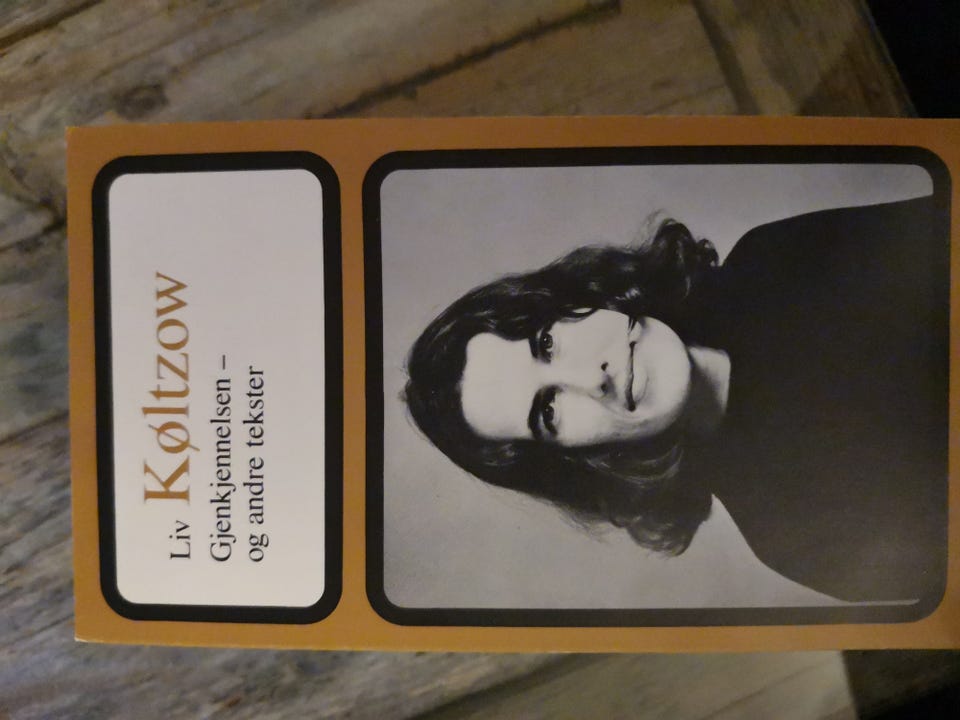 Liv Køltzow
Gjenkjennelsen –
og andre tekster